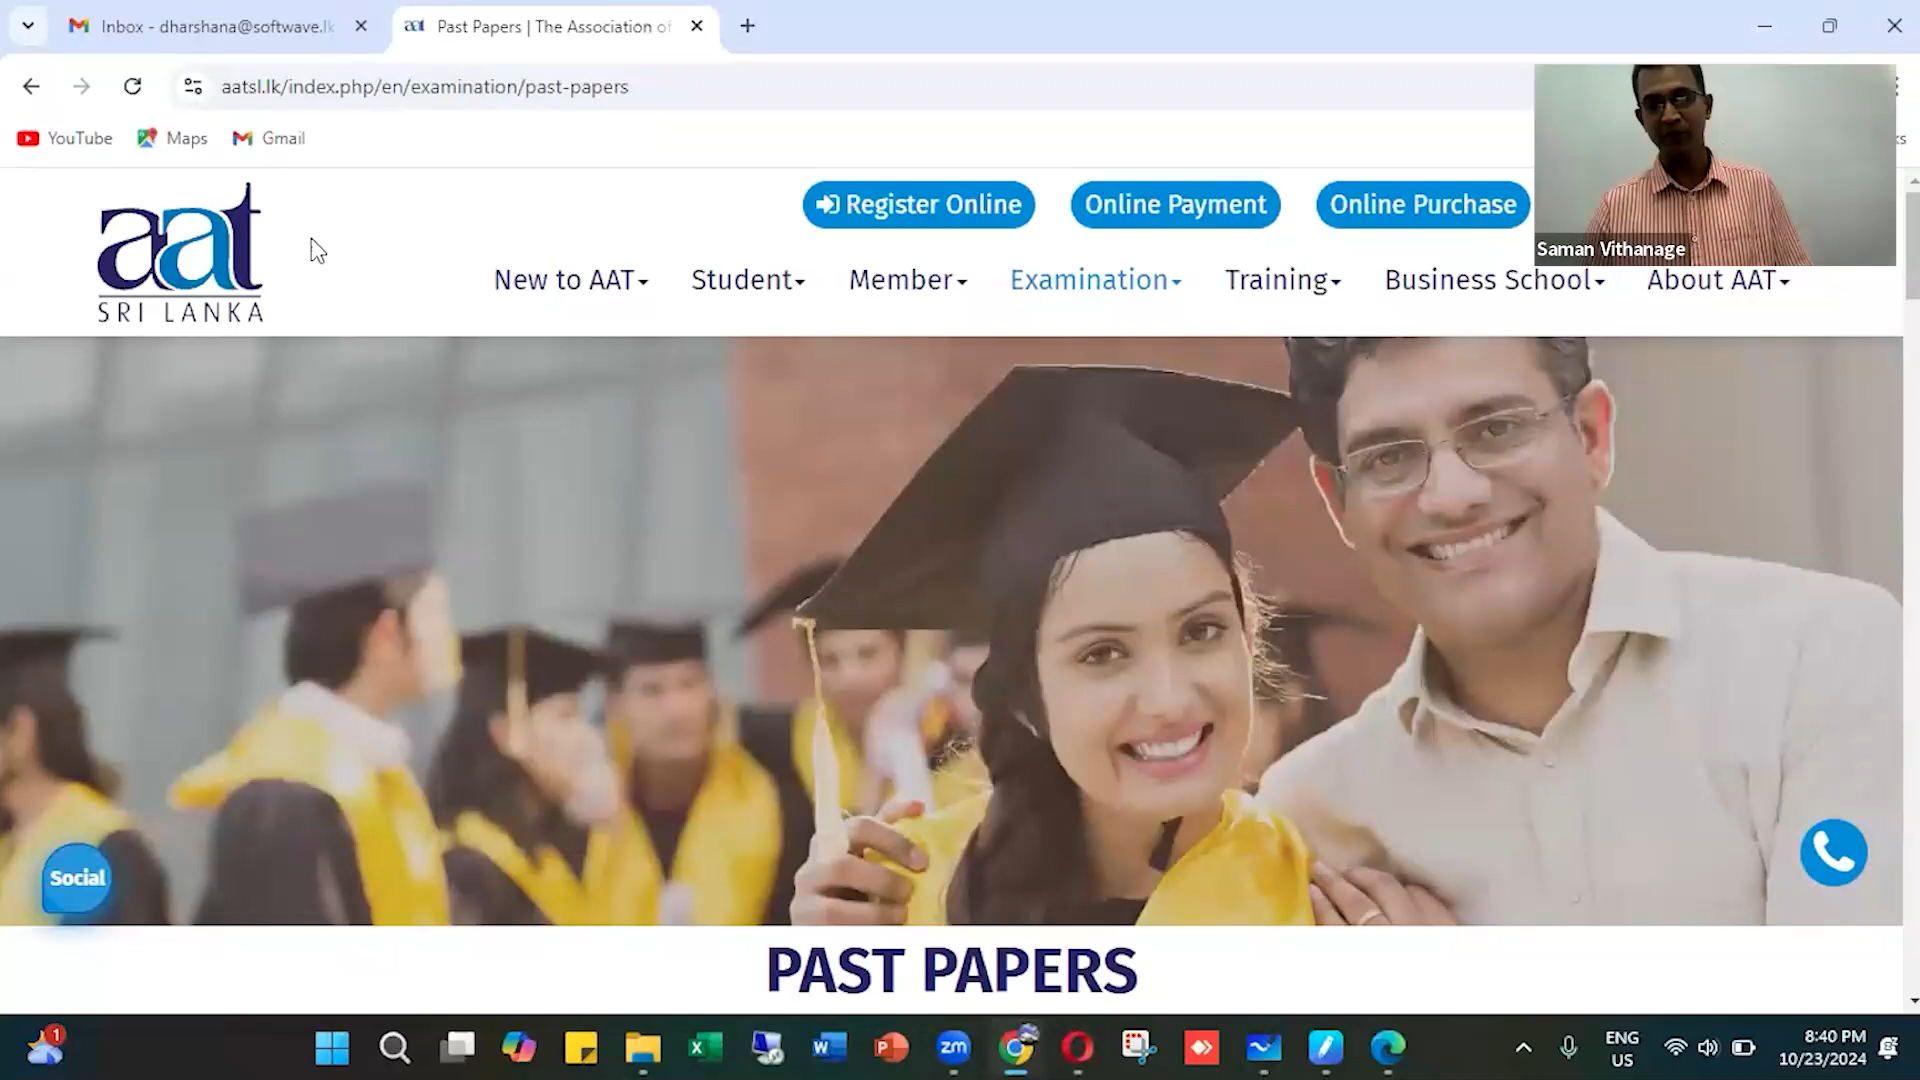 Inbox - dharshana@softwave.lk
Past Papers | The Association of
aatsl.lk/index.php/en/examination/past-papers
YouTube
Maps
Gmail
aat
SRI LANKA
Register Online
Online Payment
Online Purchase
Saman Vithanage
New to AAT
Student
Member
Examination
Training
Business School
About AAT
Social
PAST PAPERS
1
zm
ENG
US
8:40 PM
10/23/2024